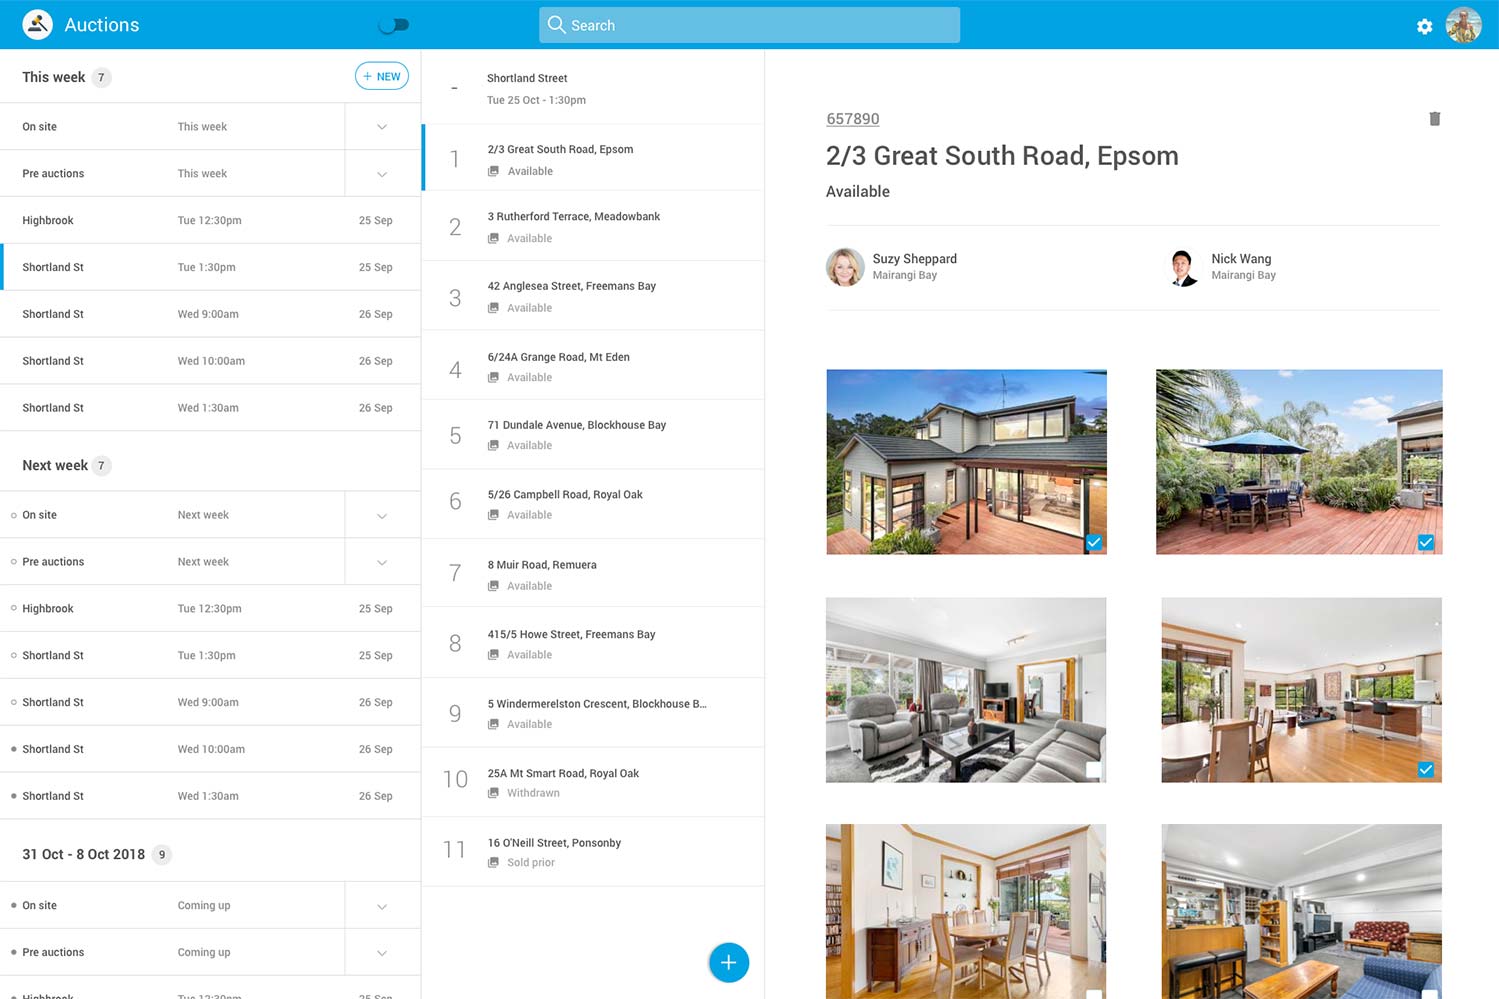 Auctions
Search
This week 7
+ NEW
On site This week
Pre auctions This week
Highbrook Tue 12:30pm 25 Sep
Shortland St Tue 1:30pm 25 Sep
Shortland St Wed 9:00am 26 Sep
Shortland St Wed 10:00am 26 Sep
Shortland St Wed 1:30am 26 Sep
Next week 7
On site Next week
Pre auctions Next week
Highbrook Tue 12:30pm 25 Sep
Shortland St Tue 1:30pm 25 Sep
Shortland St Wed 9:00am 26 Sep
Shortland St Wed 10:00am 26 Sep
Shortland St Wed 1:30am 26 Sep
31 Oct - 8 Oct 2018 9
On site Coming up
Pre auctions Coming up
Highbrook Tue 12:30pm 25 Sep
- Shortland Street
Tue 25 Oct - 1:30pm
1 2/3 Great South Road, Epsom
Available
2 3 Rutherford Terrace, Meadowbank
Available
3 42 Anglesea Street, Freemans Bay
Available
4 6/24A Grange Road, Mt Eden
Available
5 71 Dundale Avenue, Blockhouse Bay
Available
6 5/26 Campbell Road, Royal Oak
Available
7 8 Muir Road, Remuera
Available
8 415/5 Howe Street, Freemans Bay
Available
9 5 Windermerelston Crescent, Blockhouse B...
Available
10 25A Mt Smart Road, Royal Oak
Withdrawn
11 16 O'Neill Street, Ponsonby
Sold prior
+
657890
2/3 Great South Road, Epsom
Available
Suzy Sheppard
Mairangi Bay
Nick Wang
Mairangi Bay